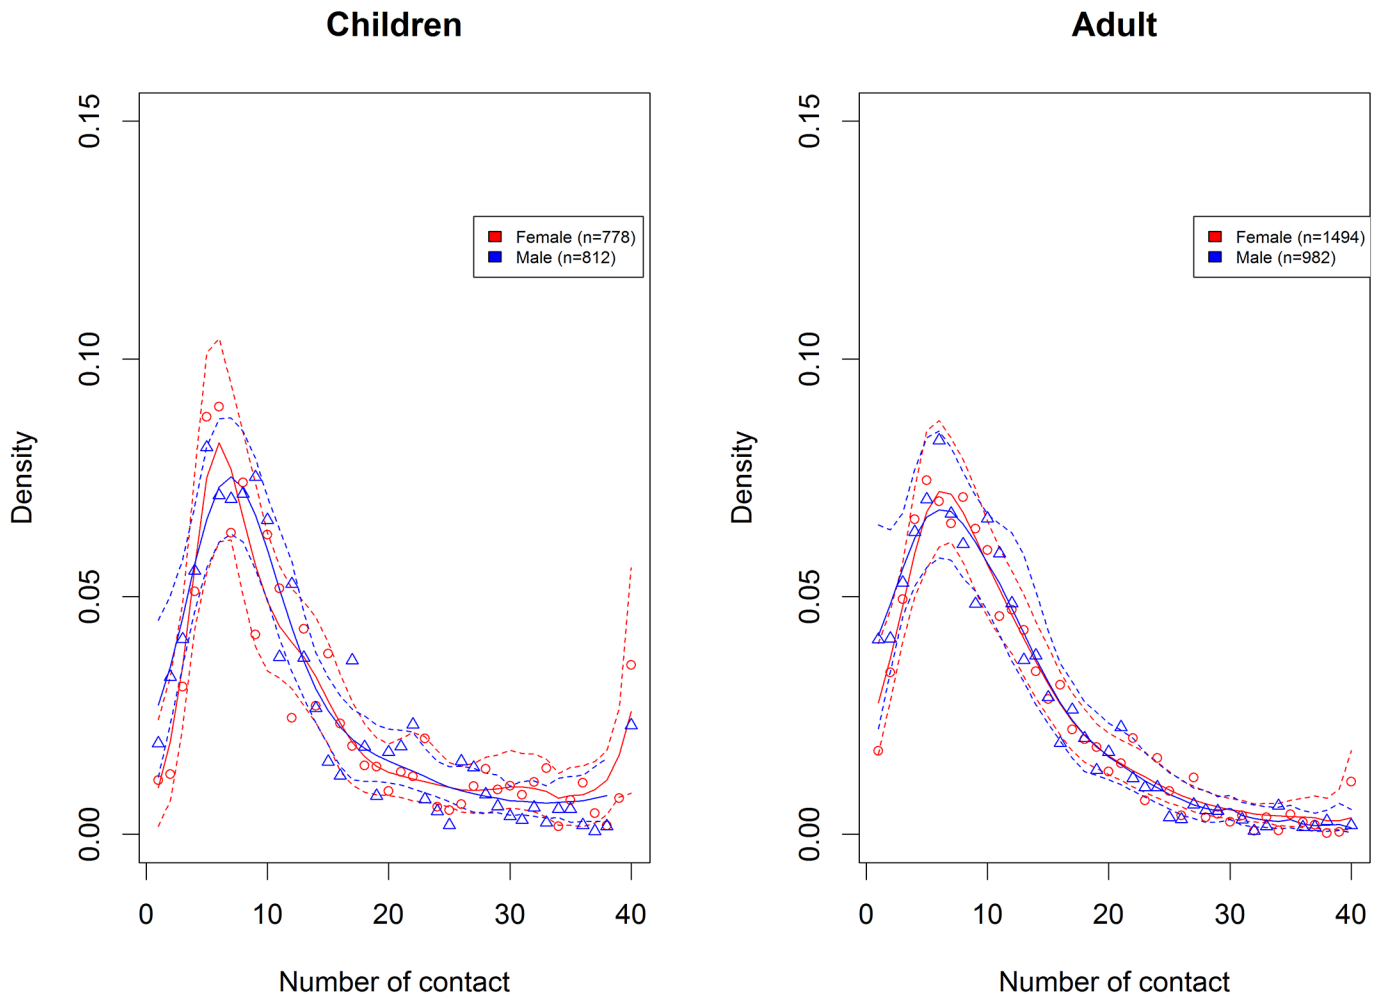 Children
Density
0.15
0.10
0.05
0.00
Female (n=778)
Male (n=812)
0 10 20 30 40
Number of contact
Adult
Density
0.15
0.10
0.05
0.00
Female (n=1494)
Male (n=982)
0 10 20 30 40
Number of contact